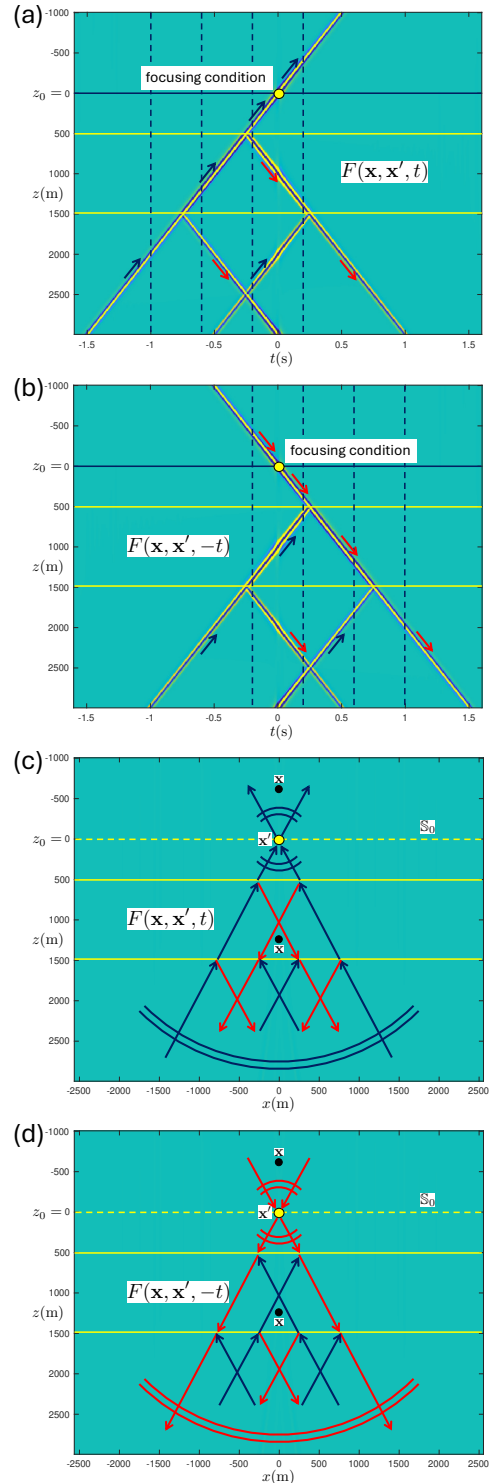 (a)
-1000
-500
focusing condition
z₀ = 0
500
1000
F(x, x′, t)
z(m)
1500
2000
2500
-1.5 -1 -0.5 0 0.5 1 1.5
t(s)
(b)
-1000
-500
focusing condition
z₀ = 0
500
F(x, x′, −t)
1000
z(m)
1500
2000
2500
-1.5 -1 -0.5 0 0.5 1 1.5
t(s)
(c)
-1000
x
-500
𝕊₀
z₀ = 0
x′
500
F(x, x′, t)
1000
x
z(m)
1500
2000
2500
-2500 -2000 -1500 -1000 -500 0 500 1000 1500 2000 2500
x(m)
(d)
-1000
x
-500
𝕊₀
z₀ = 0
x′
500
F(x, x′, −t)
1000
x
z(m)
1500
2000
2500
-2500 -2000 -1500 -1000 -500 0 500 1000 1500 2000 2500
x(m)